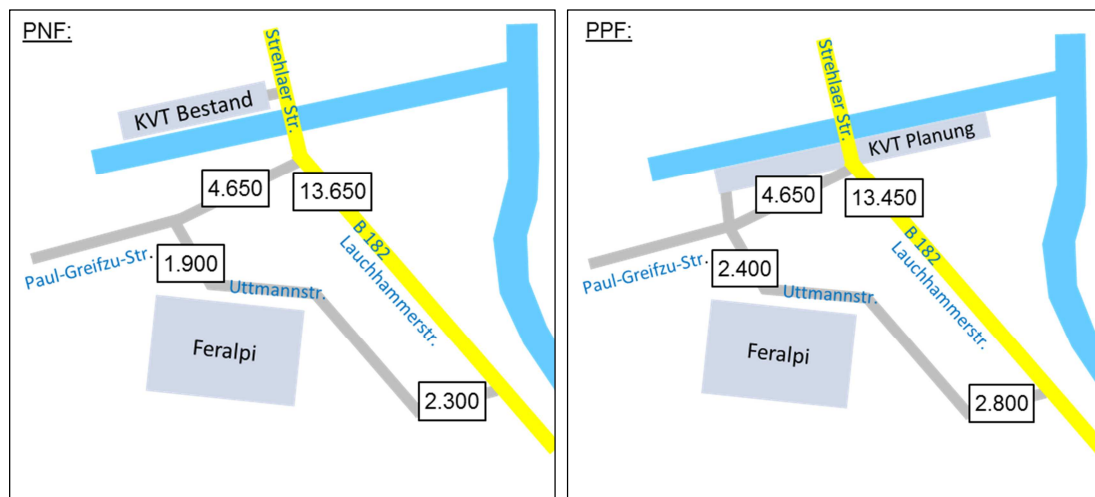 PNF:
Strehlaer Str.
KVT Bestand
4.650
13.650
B 182
Lauchhammerstr.
Paul-Greifzu-Str.
1.900
Uttmannstr.
Feralpi
2.300
PPF:
Strehlaer Str.
KVT Planung
4.650
13.450
B 182
Lauchhammerstr.
Paul-Greifzu-Str.
2.400
Uttmannstr.
Feralpi
2.800